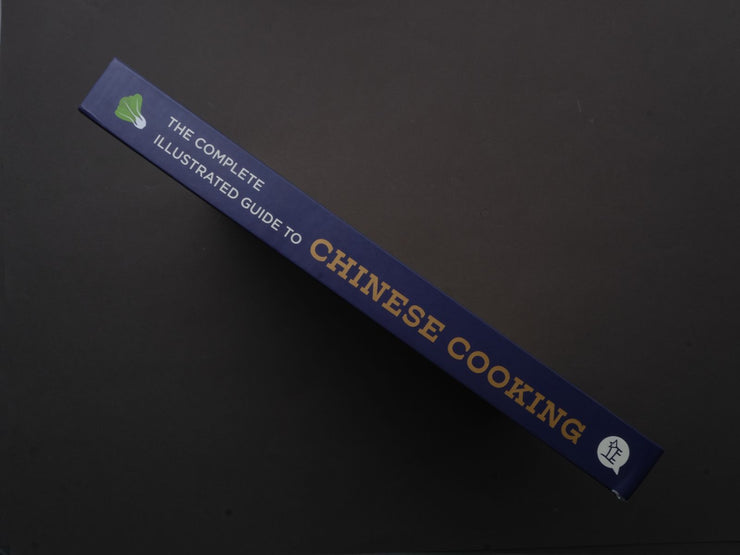 THE COMPLETE
ILLUSTRATED GUIDE TO
CHINESE COOKING